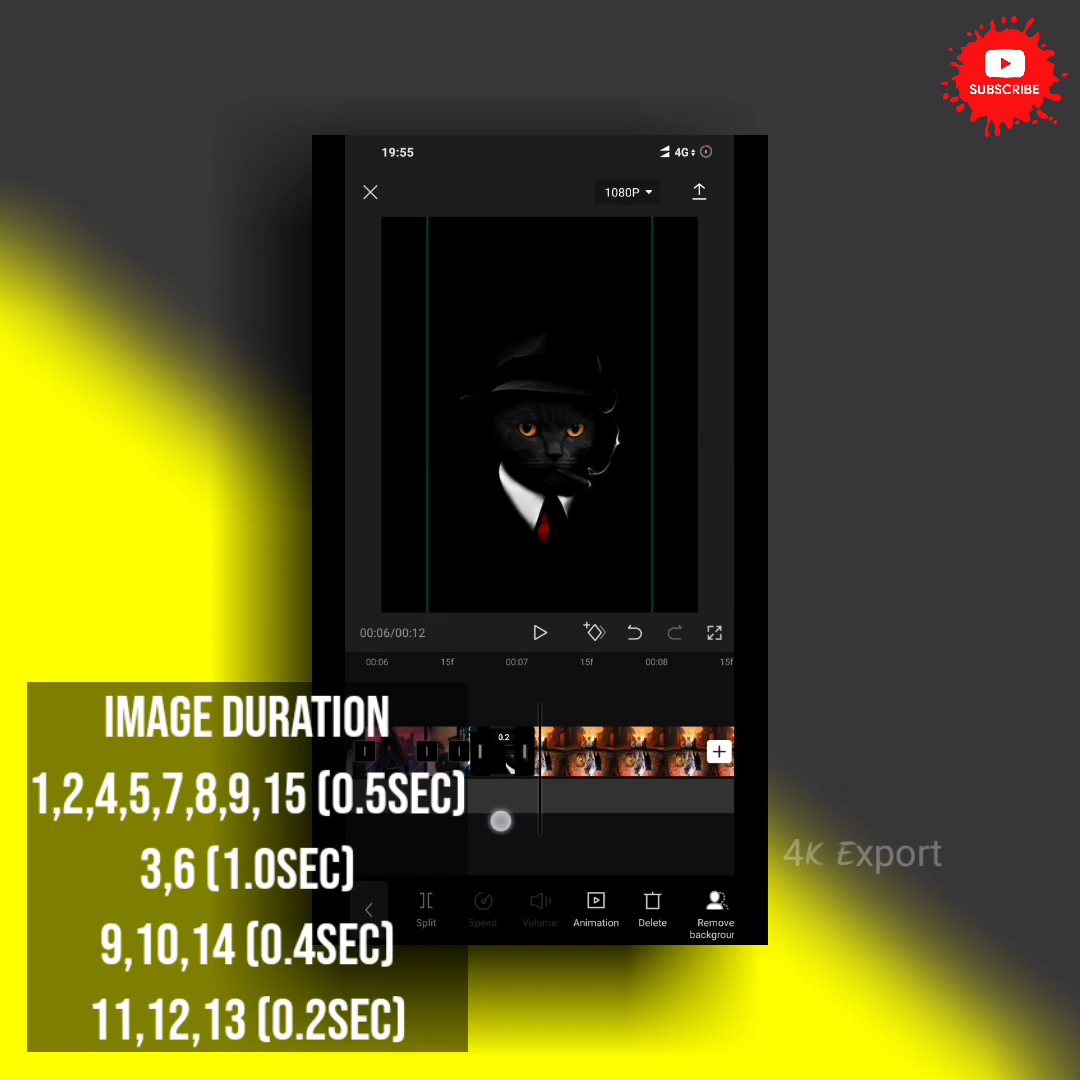 SUBSCRIBE
19:55
4G
1080P
00:06/00:12
00:06 15f 00:07 15f 00:08 15f
0.2
IMAGE DURATION
1,2,4,5,7,8,9,15 (0.5SEC)
3,6 (1.0SEC)
9,10,14 (0.4SEC)
11,12,13 (0.2SEC)
4K Export
Split Speed Volume Animation Delete Remove
backgrour